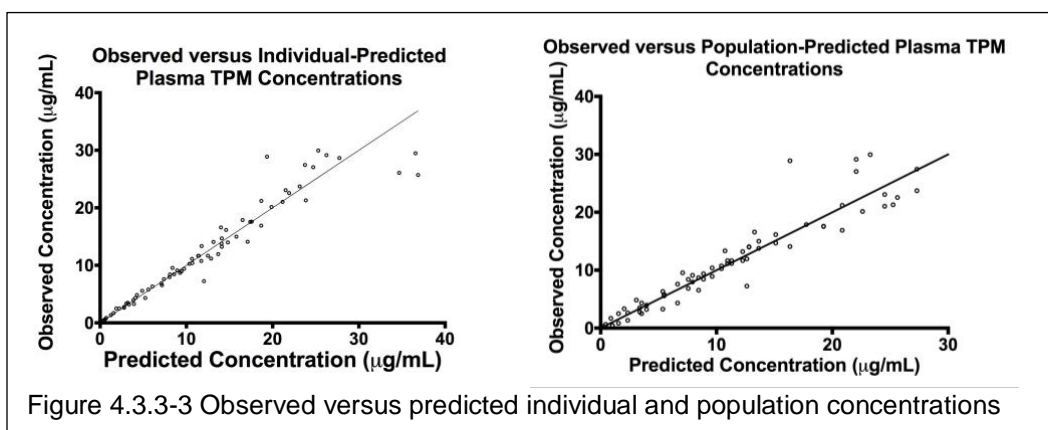 Observed versus Individual-Predicted
Plasma TPM Concentrations
Observed Concentration (μg/mL)
40
30
20
10
0
0 10 20 30 40
Predicted Concentration (μg/mL)
Observed versus Population-Predicted Plasma TPM
Concentrations
Observed Concentration (μg/mL)
40
30
20
10
0
0 10 20 30
Predicted Concentration (μg/mL)
Figure 4.3.3-3 Observed versus predicted individual and population concentrations